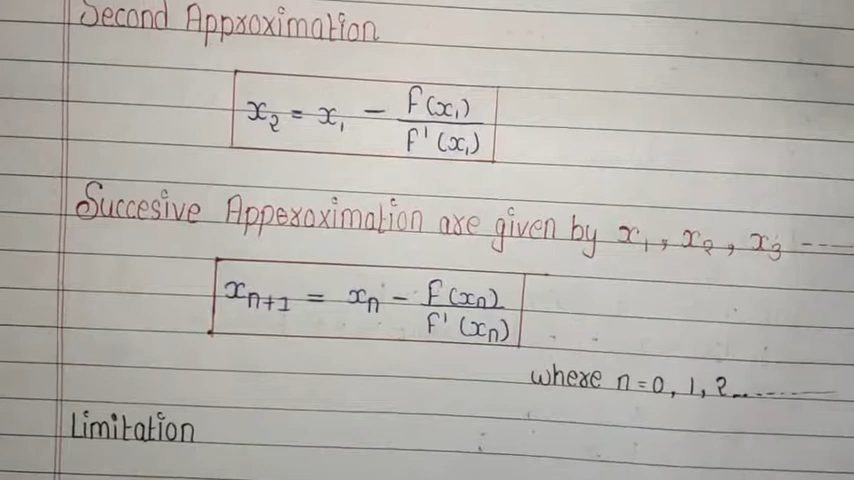 Second Approximation
x₂ = x₁ - f(x₁) / f'(x₁)
Succesive Apperoximation are given by x₁, x₂, x₃ ----
xₙ₊₁ = xₙ - f(xₙ) / f'(xₙ)
where n = 0, 1, 2..--------
Limitation